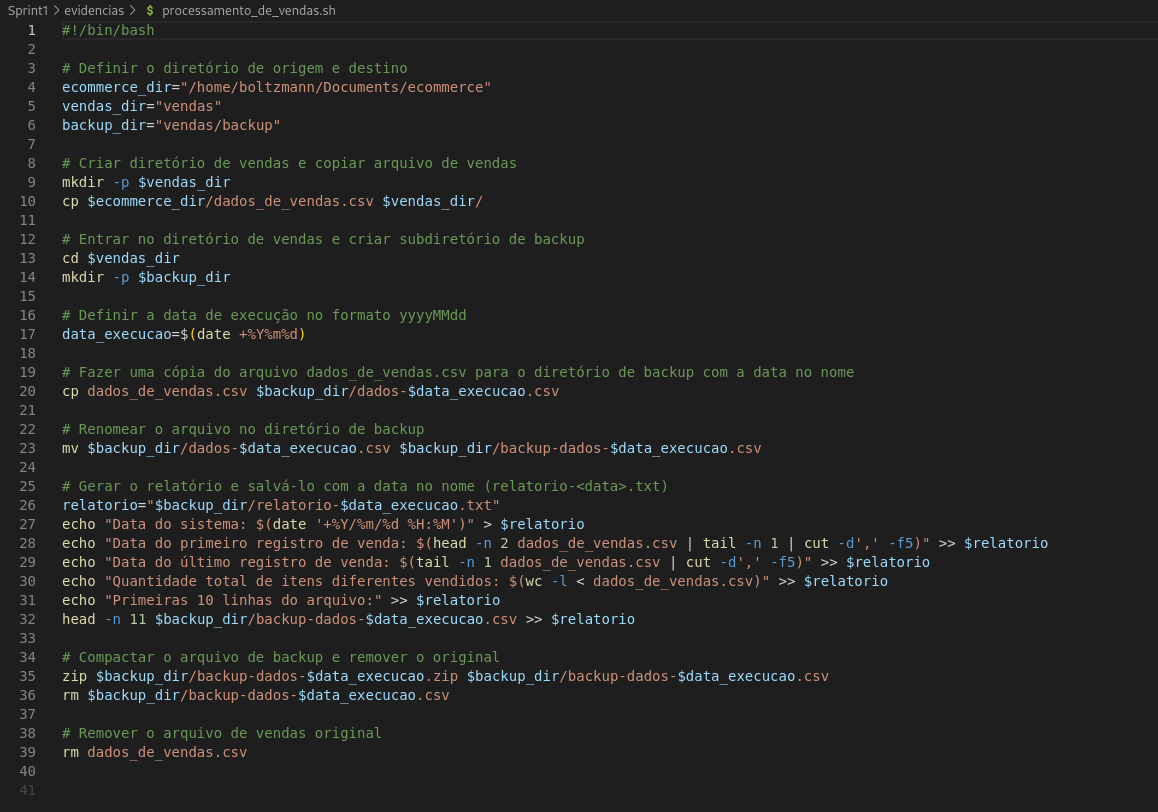 Sprint1 > evidencias > $ processamento_de_vendas.sh
1 #!/bin/bash
2
3 # Definir o diretório de origem e destino
4 ecommerce_dir="/home/boltzmann/Documents/ecommerce"
5 vendas_dir="vendas"
6 backup_dir="vendas/backup"
7
8 # Criar diretório de vendas e copiar arquivo de vendas
9 mkdir -p $vendas_dir
10 cp $ecommerce_dir/dados_de_vendas.csv $vendas_dir/
11
12 # Entrar no diretório de vendas e criar subdiretório de backup
13 cd $vendas_dir
14 mkdir -p $backup_dir
15
16 # Definir a data de execução no formato yyyyMMdd
17 data_execucao=$(date +%Y%m%d)
18
19 # Fazer uma cópia do arquivo dados_de_vendas.csv para o diretório de backup com a data no nome
20 cp dados_de_vendas.csv $backup_dir/dados-$data_execucao.csv
21
22 # Renomear o arquivo no diretório de backup
23 mv $backup_dir/dados-$data_execucao.csv $backup_dir/backup-dados-$data_execucao.csv
24
25 # Gerar o relatório e salvá-lo com a data no nome (relatorio-<data>.txt)
26 relatorio="$backup_dir/relatorio-$data_execucao.txt"
27 echo "Data do sistema: $(date '+%Y/%m/%d %H:%M')" > $relatorio
28 echo "Data do primeiro registro de venda: $(head -n 2 dados_de_vendas.csv | tail -n 1 | cut -d',' -f5)" >> $relatorio
29 echo "Data do último registro de venda: $(tail -n 1 dados_de_vendas.csv | cut -d',' -f5)" >> $relatorio
30 echo "Quantidade total de itens diferentes vendidos: $(wc -l < dados_de_vendas.csv)" >> $relatorio
31 echo "Primeiras 10 linhas do arquivo:" >> $relatorio
32 head -n 11 $backup_dir/backup-dados-$data_execucao.csv >> $relatorio
33
34 # Compactar o arquivo de backup e remover o original
35 zip $backup_dir/backup-dados-$data_execucao.zip $backup_dir/backup-dados-$data_execucao.csv
36 rm $backup_dir/backup-dados-$data_execucao.csv
37
38 # Remover o arquivo de vendas original
39 rm dados_de_vendas.csv
40
41